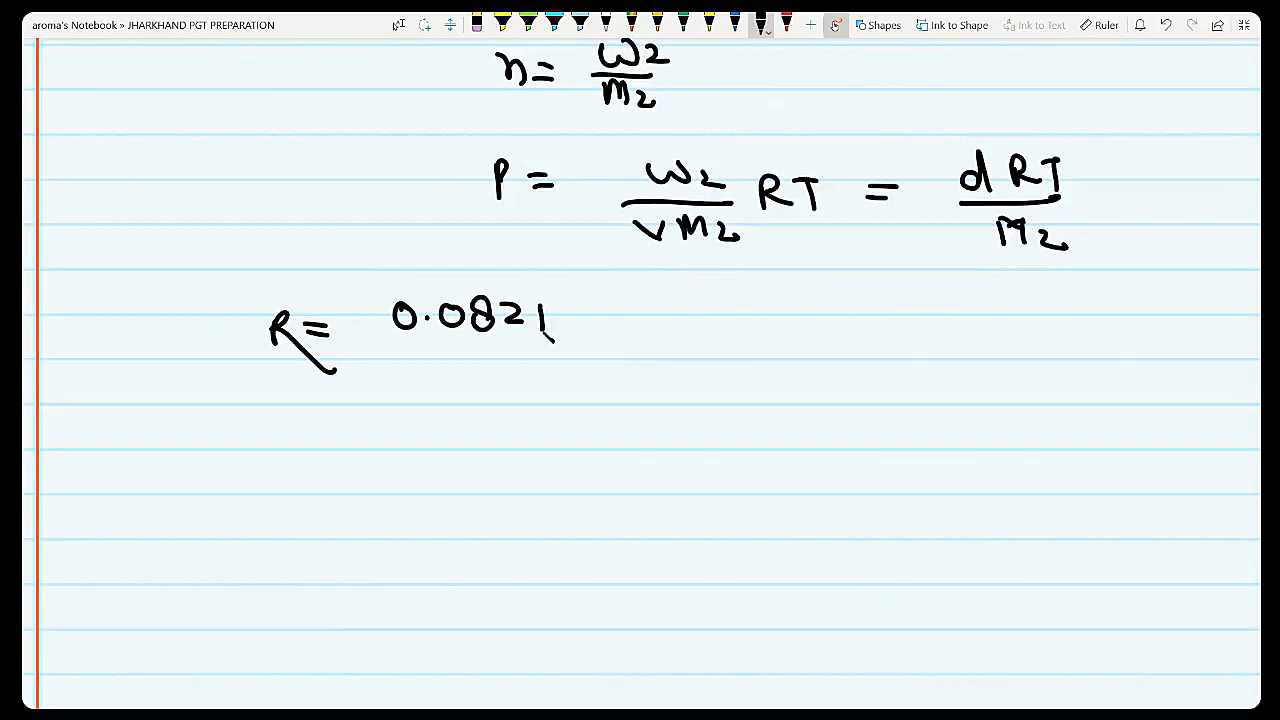 aroma's Notebook » JHARKHAND PGT PREPARATION Shapes Ink to Shape Ink to Text Ruler
n = W2/m2
P = W2/Vm2 RT = dRT/M2
R = 0.0821